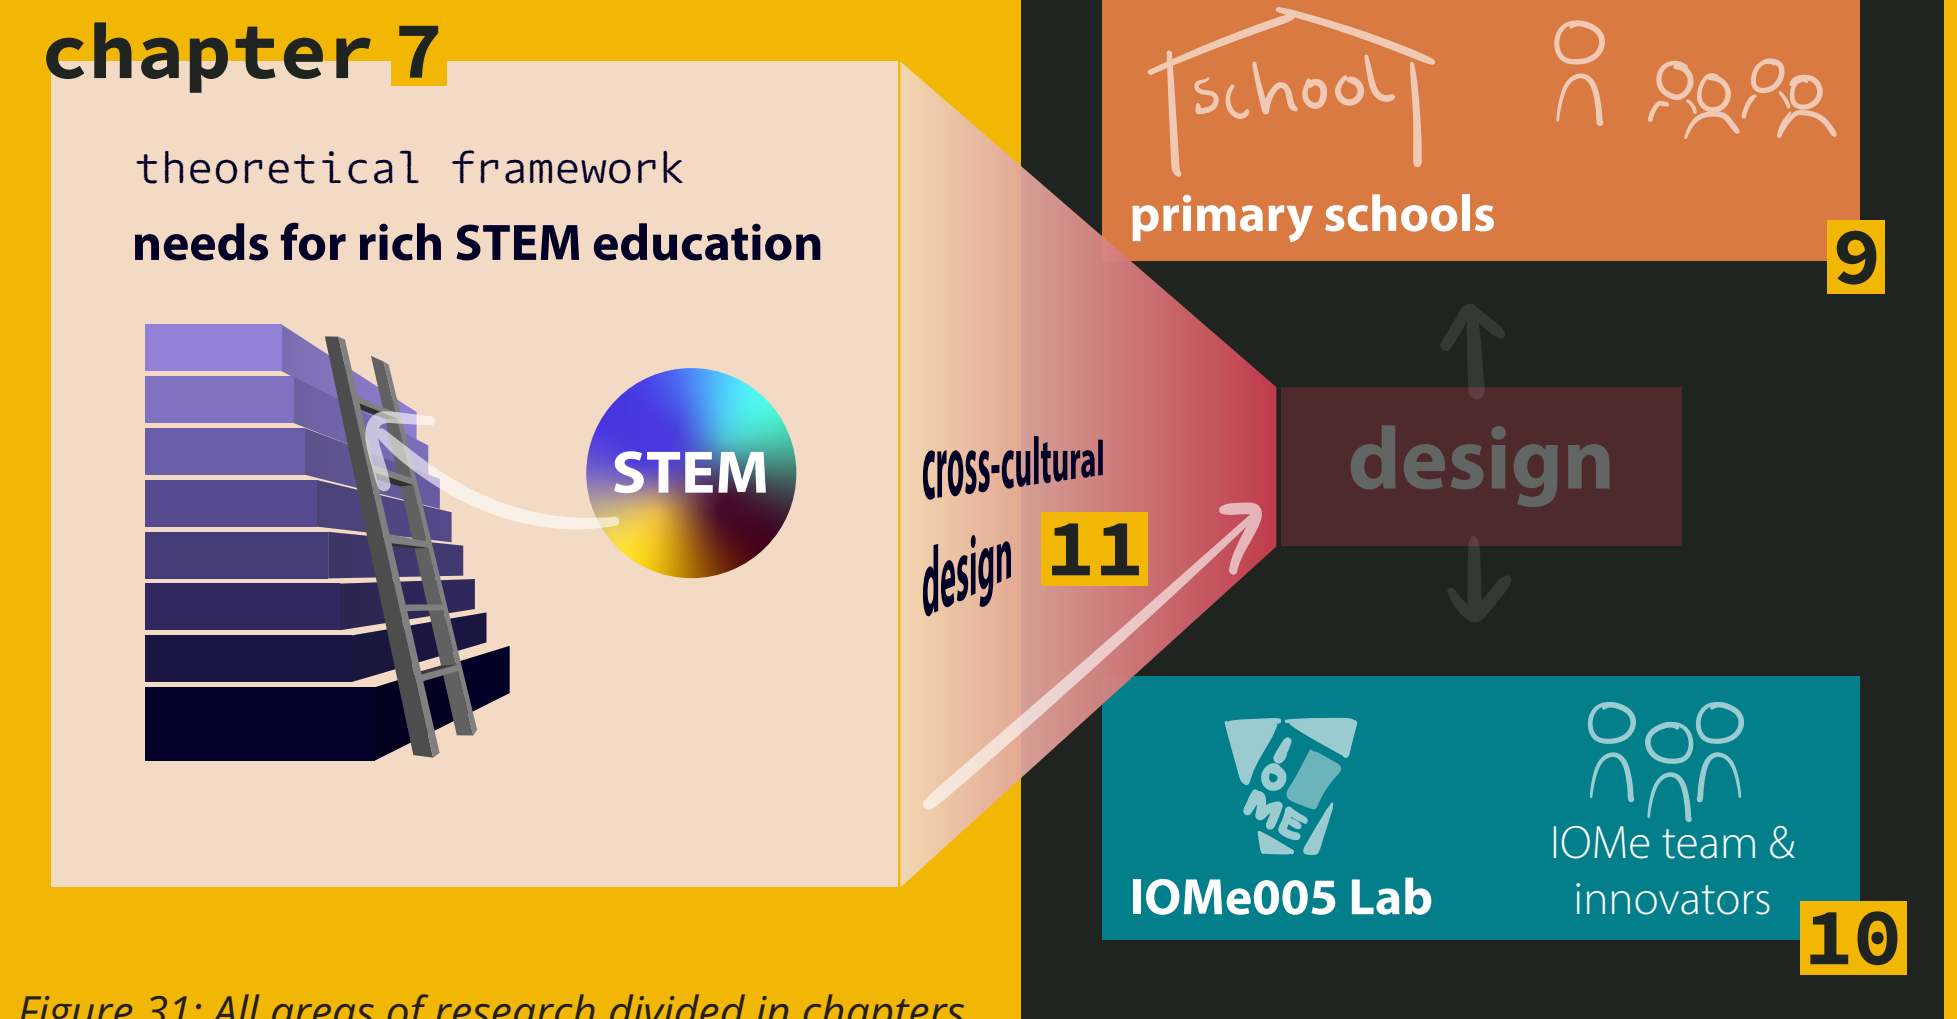 chapter 7
theoretical framework
needs for rich STEM education
STEM
cross-cultural
design 11
school
primary schools
9
design
IOMe
IOMe005 Lab
IOMe team &
innovators
10
Figure 31: All areas of research divided in chapters